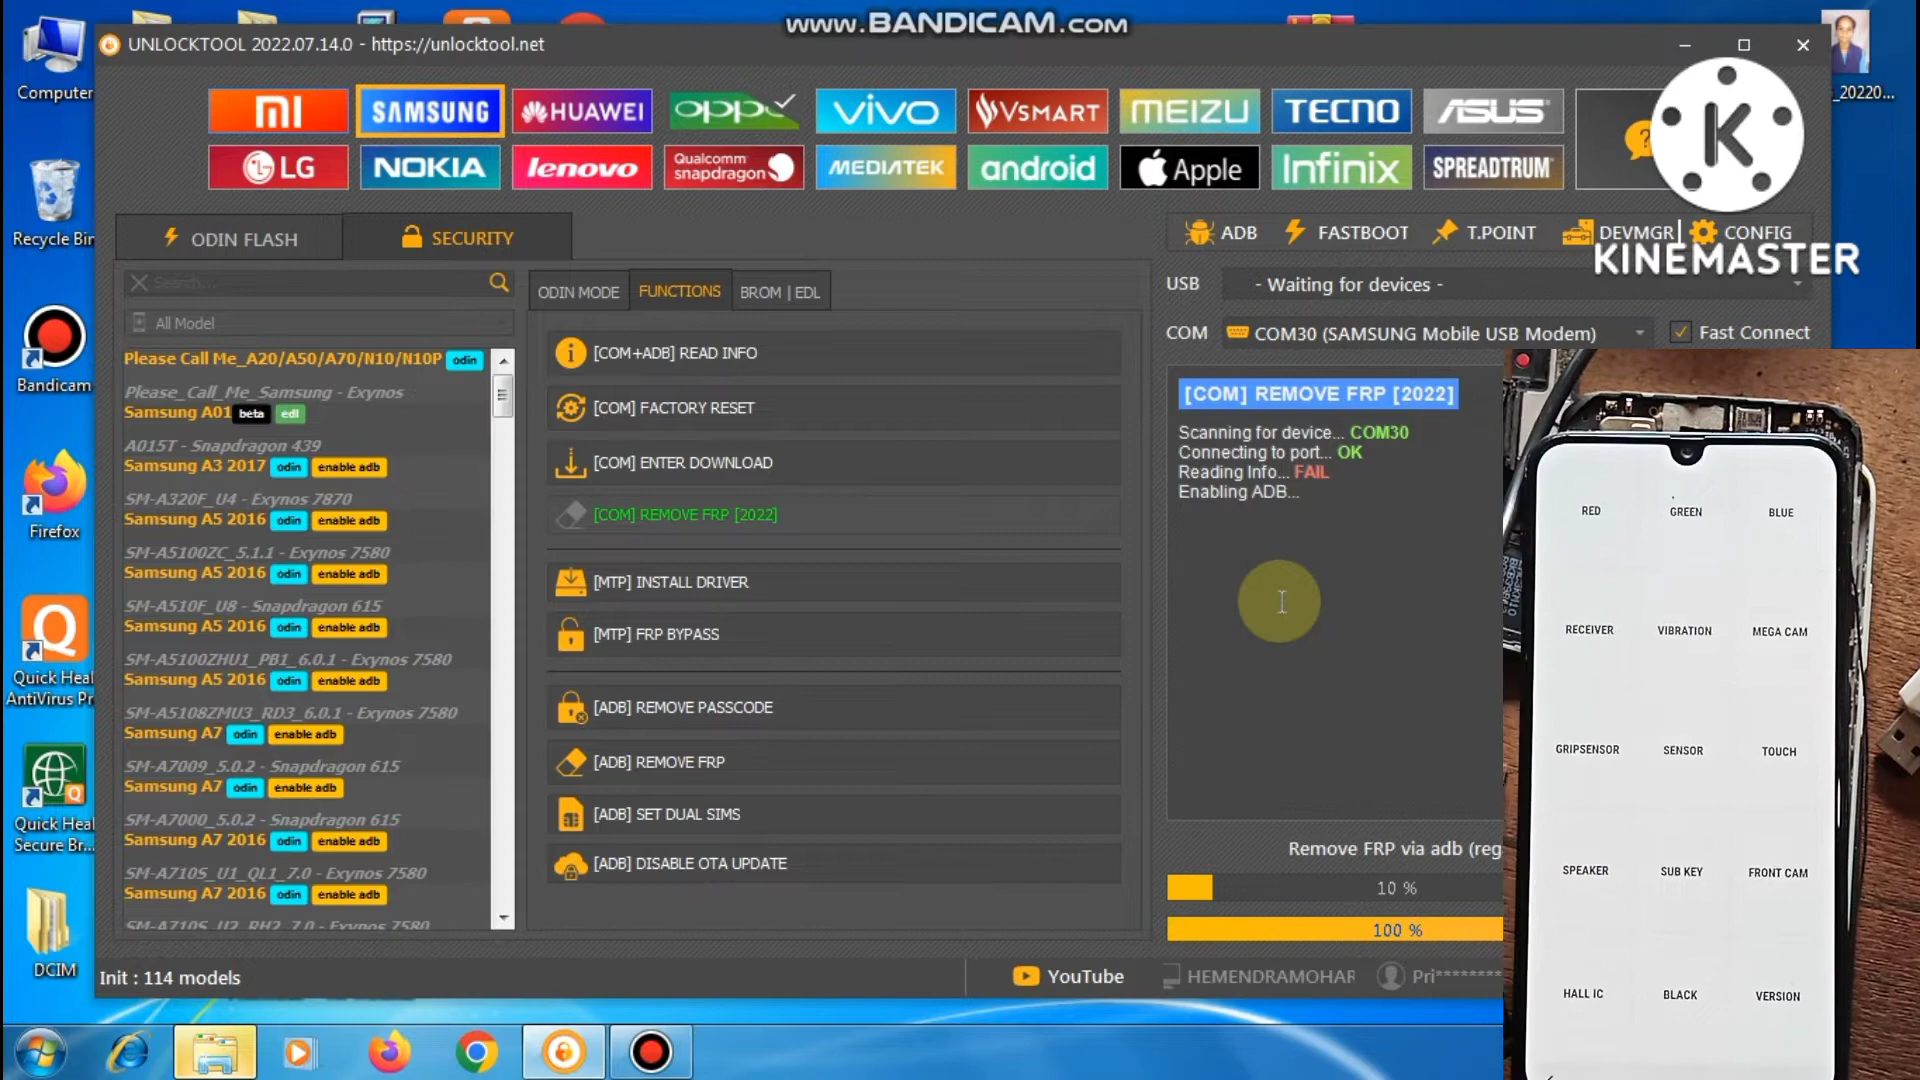 WWW.BANDICAM.COM
UNLOCKTOOL 2022.07.14.0 - https://unlocktool.net
Computer
_20220...
mi
SAMSUNG
HUAWEI
oppo
vivo
VSMART
MEIZU
TECNO
ASUS
LG
NOKIA
lenovo
Qualcomm
snapdragon
MEDIATEK
android
Apple
Infinix
SPREADTRUM
K
KINEMASTER
Recycle Bin
ODIN FLASH
SECURITY
ADB
FASTBOOT
T.POINT
DEVMGR
CONFIG
Search...
All Model
ODIN MODE
FUNCTIONS
BROM | EDL
USB
- Waiting for devices -
COM
COM30 (SAMSUNG Mobile USB Modem)
Fast Connect
Bandicam
Firefox
Quick Heal
AntiVirus Pr
Quick Heal
Secure Br...
DCIM
Please Call Me_A20/A50/A70/N10/N10P odin
Please_Call_Me_Samsung - Exynos
Samsung A01 beta edl
A015T - Snapdragon 439
Samsung A3 2017 odin enable adb
SM-A320F_U4 - Exynos 7870
Samsung A5 2016 odin enable adb
SM-A5100ZC_5.1.1 - Exynos 7580
Samsung A5 2016 odin enable adb
SM-A510F_U8 - Snapdragon 615
Samsung A5 2016 odin enable adb
SM-A5100ZHU1_PB1_6.0.1 - Exynos 7580
Samsung A5 2016 odin enable adb
SM-A5108ZMU3_RD3_6.0.1 - Exynos 7580
Samsung A7 odin enable adb
SM-A7009_5.0.2 - Snapdragon 615
Samsung A7 odin enable adb
SM-A7000_5.0.2 - Snapdragon 615
Samsung A7 2016 odin enable adb
SM-A710S_U1_QL1_7.0 - Exynos 7580
Samsung A7 2016 odin enable adb
SM-A710S_U2_RH2_7.0 - Exynos 7580
[COM+ADB] READ INFO
[COM] FACTORY RESET
[COM] ENTER DOWNLOAD
[COM] REMOVE FRP [2022]
[MTP] INSTALL DRIVER
[MTP] FRP BYPASS
[ADB] REMOVE PASSCODE
[ADB] REMOVE FRP
[ADB] SET DUAL SIMS
[ADB] DISABLE OTA UPDATE
[COM] REMOVE FRP [2022]
Scanning for device... COM30
Connecting to port... OK
Reading Info... FAIL
Enabling ADB...
Remove FRP via adb (reg
10 %
100 %
RED GREEN BLUE
RECEIVER VIBRATION MEGA CAM
GRIPSENSOR SENSOR TOUCH
SPEAKER SUB KEY FRONT CAM
HALL IC BLACK VERSION
Init : 114 models
YouTube
HEMENDRAMOHAR
Pri********